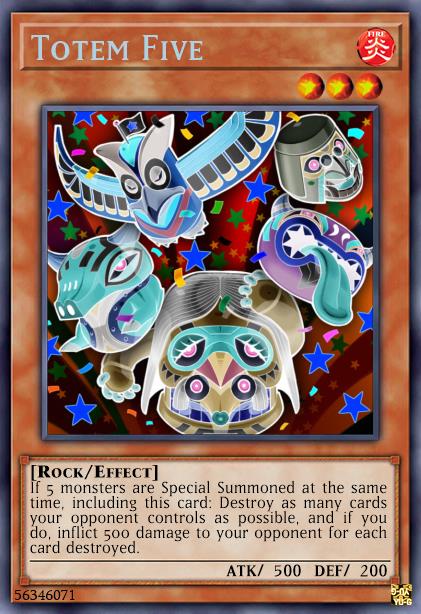 Totem Five
FIRE
炎
[Rock/Effect]
If 5 monsters are Special Summoned at the same
time, including this card: Destroy as many cards
your opponent controls as possible, and if you
do, inflict 500 damage to your opponent for each
card destroyed.
ATK/ 500 DEF/ 200
56346071